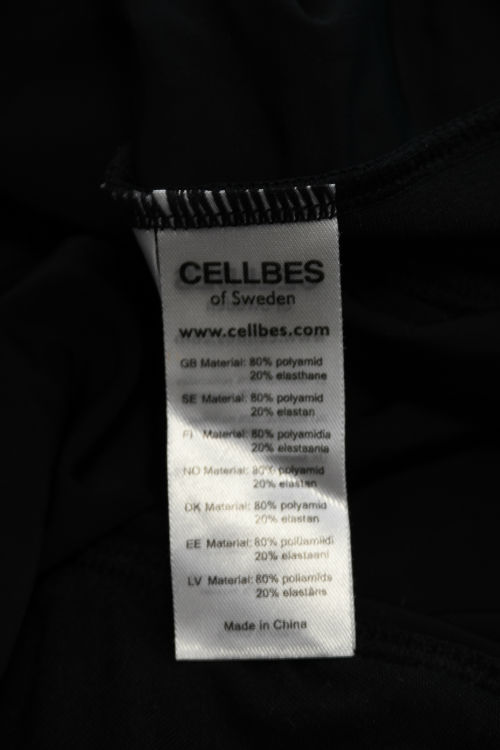 CELLBES
of Sweden
www.cellbes.com
GB Material: 80% polyamid
20% elasthane
SE Material: 80% polyamid
20% elastan
FI Material: 80% polyamidia
20% elastaania
NO Material: 80% polyamid
20% elastan
DK Material: 80% polyamid
20% elastan
EE Material: 80% polüamiidi
20% elastaani
LV Material: 80% poliamīds
20% elastāns
Made in China